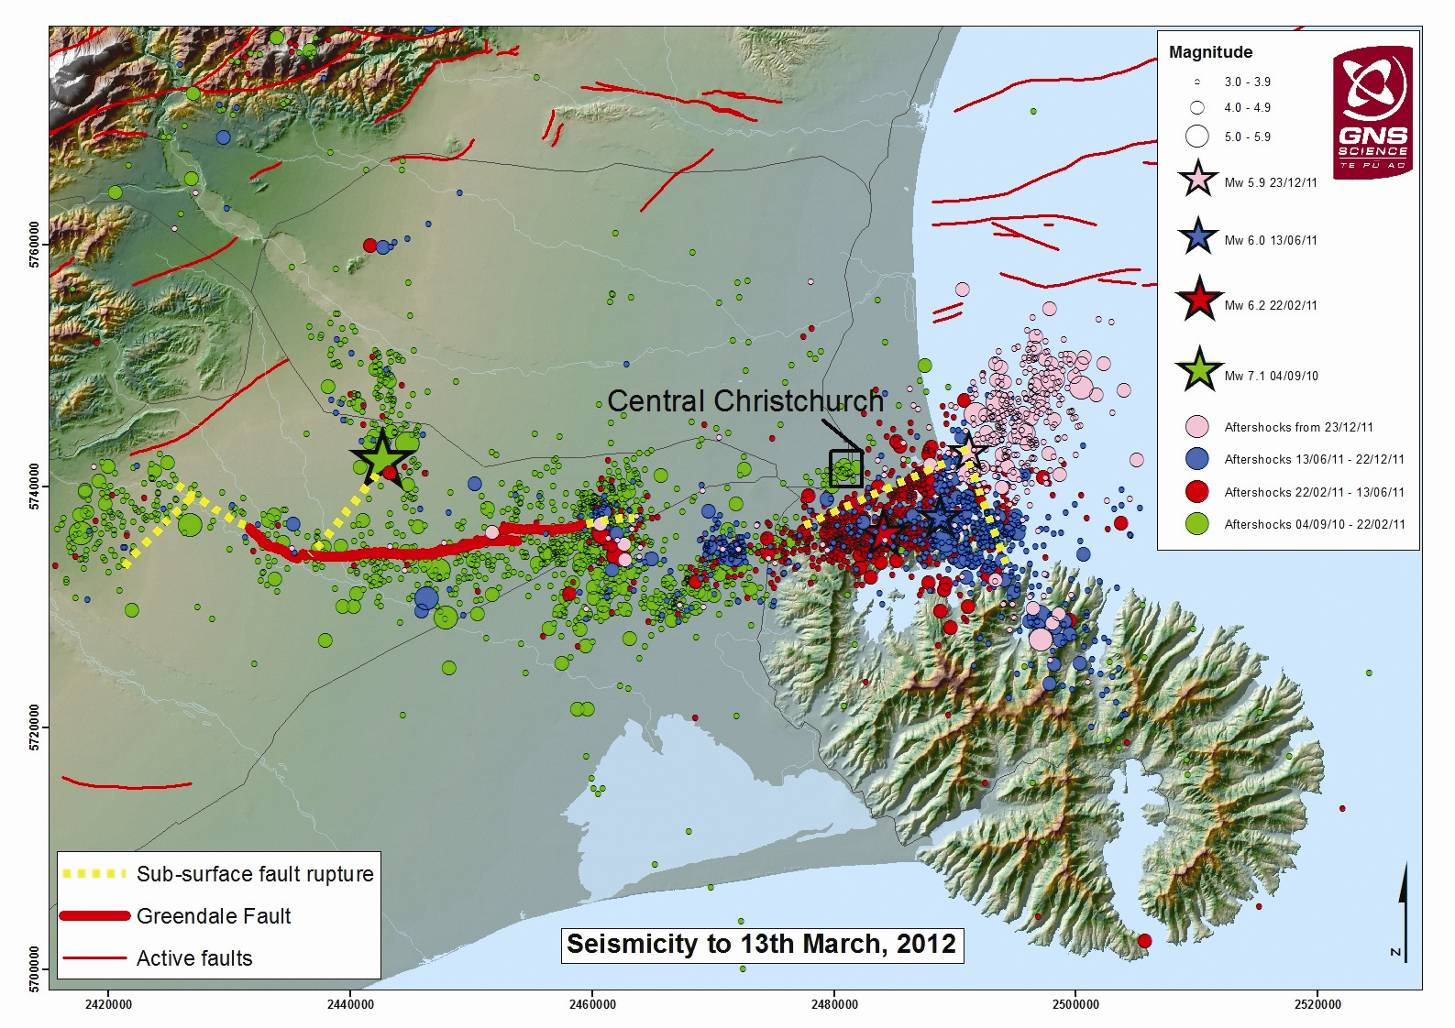 Magnitude
3.0 - 3.9
4.0 - 4.9
5.0 - 5.9
Mw 5.9 23/12/11
Mw 6.0 13/06/11
Mw 6.2 22/02/11
Mw 7.1 04/09/10
Aftershocks from 23/12/11
Aftershocks 13/06/11 - 22/12/11
Aftershocks 22/02/11 - 13/06/11
Aftershocks 04/09/10 - 22/02/11
GNS
SCIENCE
TE PŪ AO
Central Christchurch
5760000
5740000
5720000
5700000
Sub-surface fault rupture
Greendale Fault
Active faults
Seismicity to 13th March, 2012
N
2420000
2440000
2460000
2480000
2500000
2520000